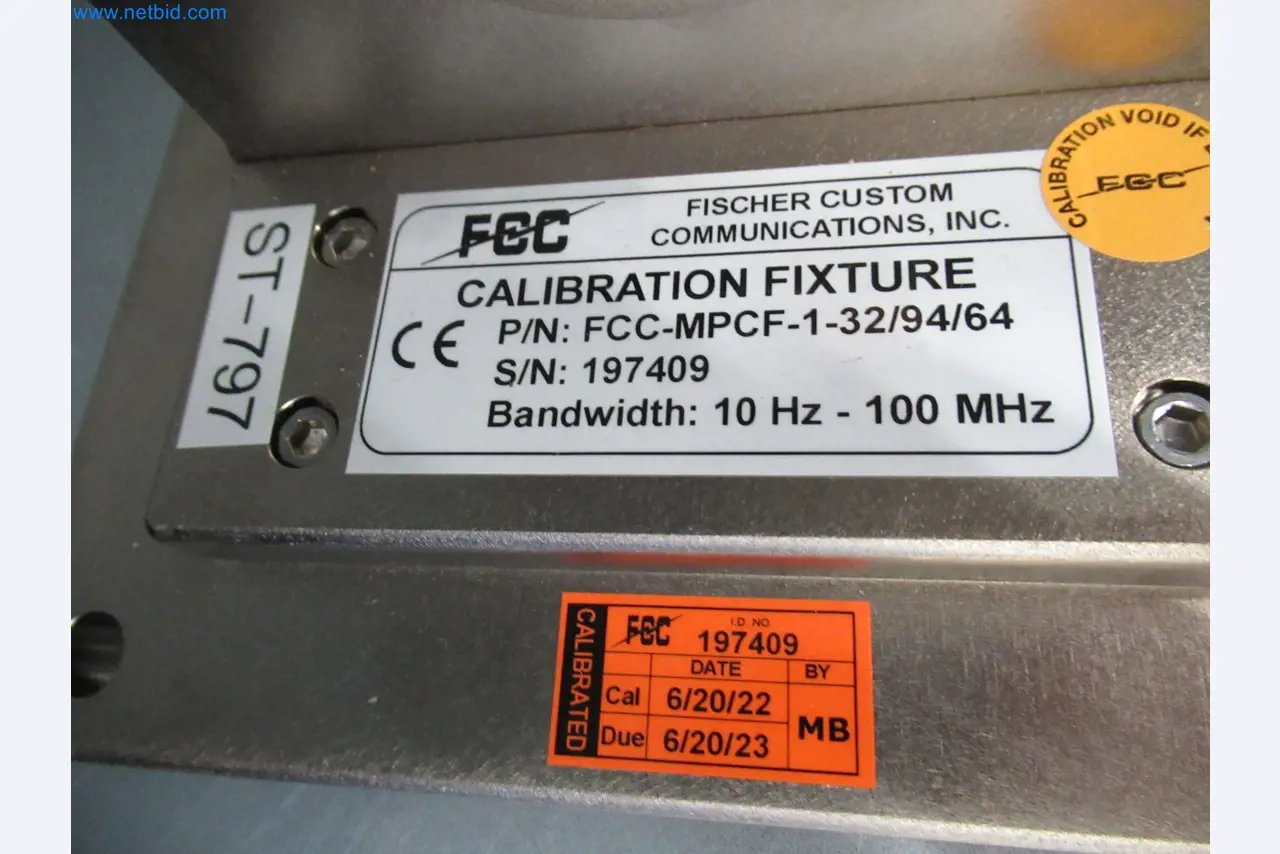 www.netbid.com
CALIBRATION VOID IF
FCC
FCC
FISCHER CUSTOM
COMMUNICATIONS, INC.
CALIBRATION FIXTURE
CE
P/N: FCC-MPCF-1-32/94/64
S/N: 197409
Bandwidth: 10 Hz - 100 MHz
ST-797
CALIBRATED
FCC
I.D. NO
197409
DATE BY
Cal 6/20/22 MB
Due 6/20/23